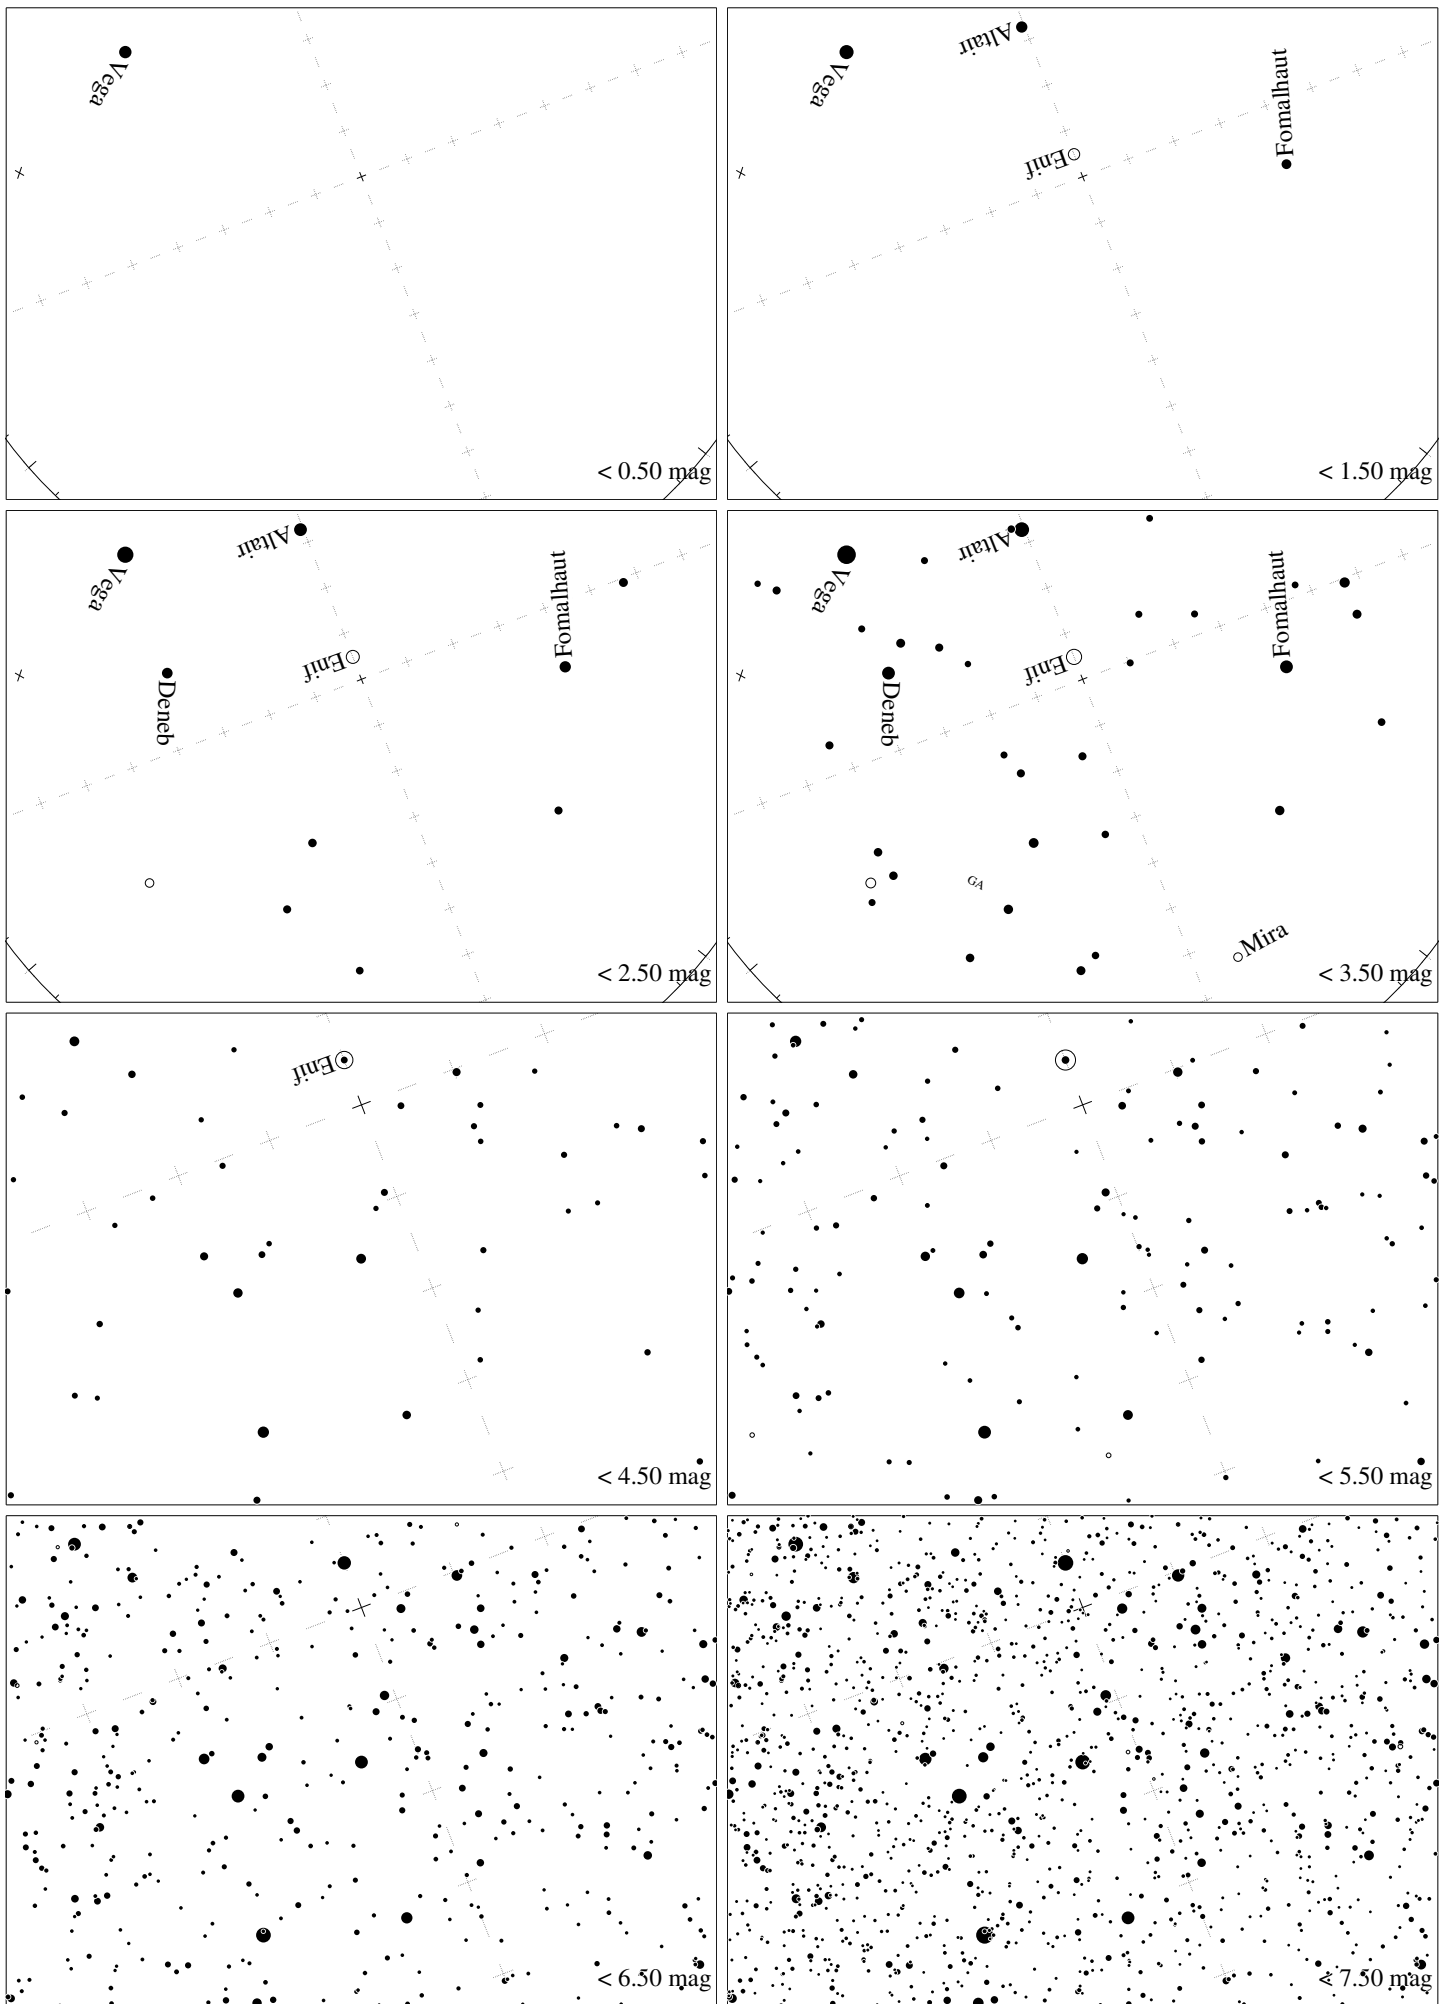 Vega
< 0.50 mag
Altair
Vega
Fomalhaut
Enif
< 1.50 mag
Altair
Vega
Fomalhaut
Enif
Deneb
< 2.50 mag
Altair
Vega
Fomalhaut
Enif
Deneb
GA
Mira
< 3.50 mag
Enif
< 4.50 mag
< 5.50 mag
< 6.50 mag
< 7.50 mag